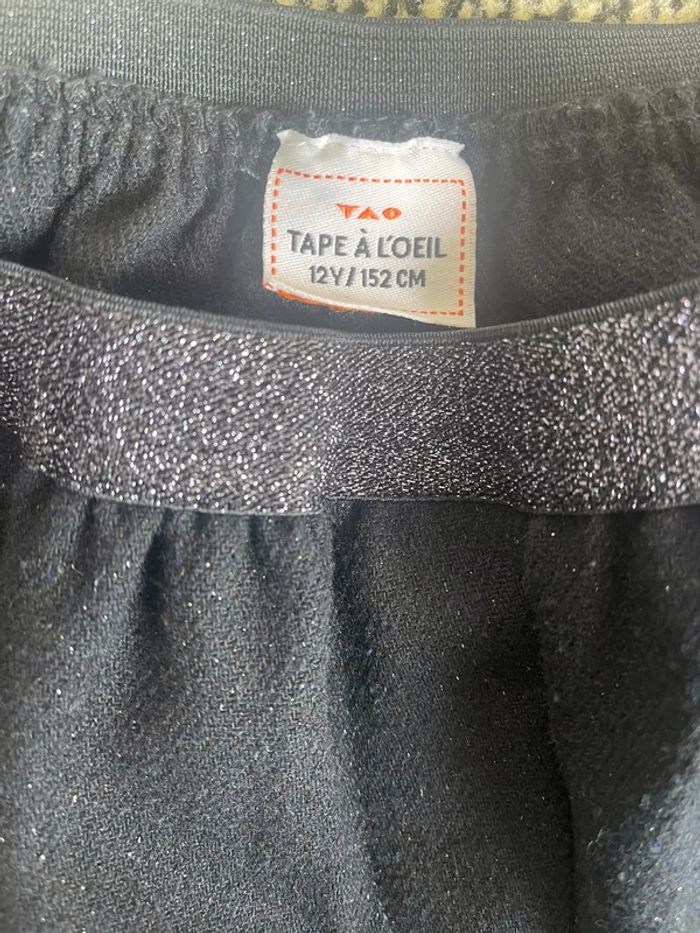 TAO
TAPE À L'OEIL
12Y/152 CM